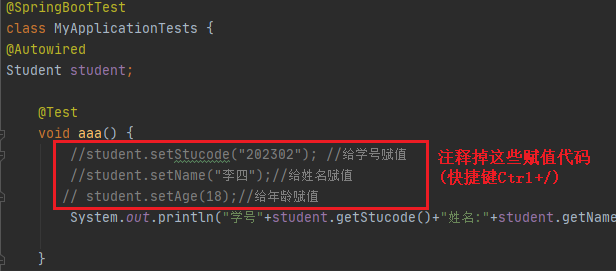 @SpringBootTest
class MyApplicationTests {
@Autowired
Student student;
@Test
void aaa() {
//student.setStucode("202302"); //给学号赋值
//student.setName("李四");//给姓名赋值
// student.setAge(18);//给年龄赋值
注释掉这些赋值代码
(快捷键Ctrl+/)
System.out.println("学号"+student.getStucode()+"姓名:"+student.getName
}